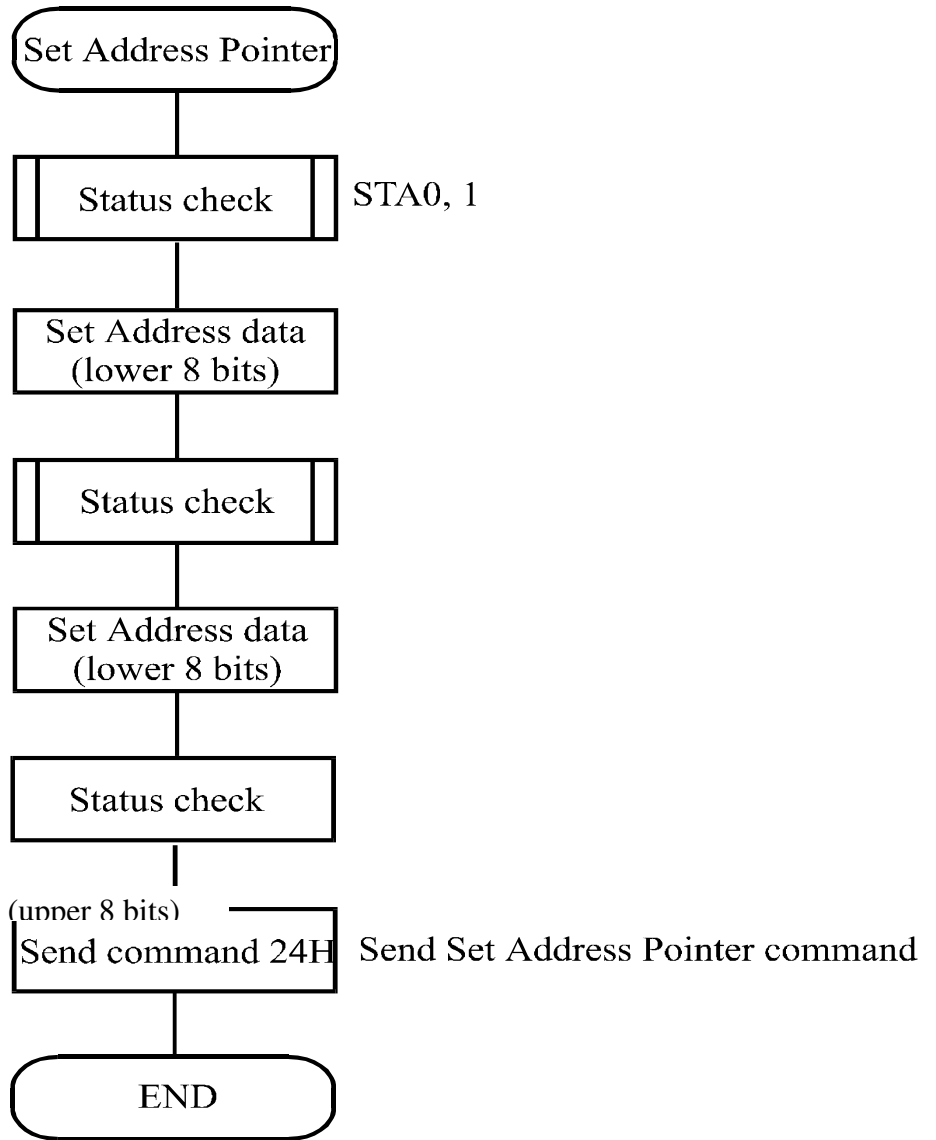 Set Address Pointer
Status check
STA0, 1
Set Address data
(lower 8 bits)
Status check
Set Address data
(lower 8 bits)
Status check
(upper 8 bits)
Send command 24H
Send Set Address Pointer command
END